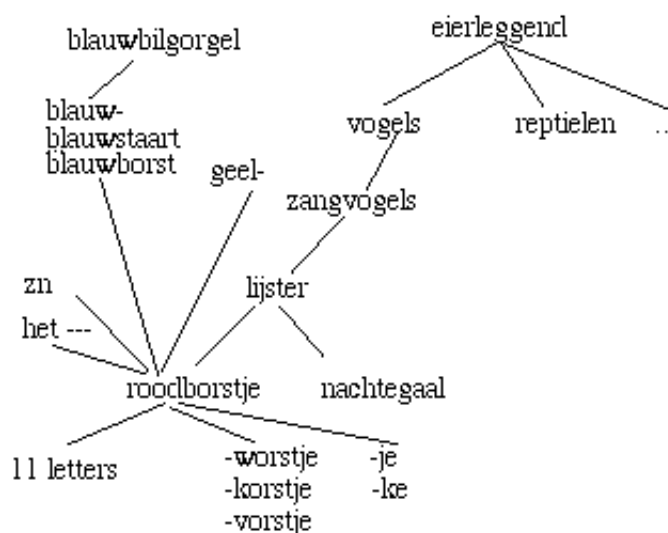 eierleggend
blauwbilgorgel
blauw-
blauwstaart
blauwborst
vogels
reptielen
..
geel-
zangvogels
zn
lijster
het ---
roodborstje
nachtegaal
11 letters
-worstje
-korstje
-vorstje
-je
-ke